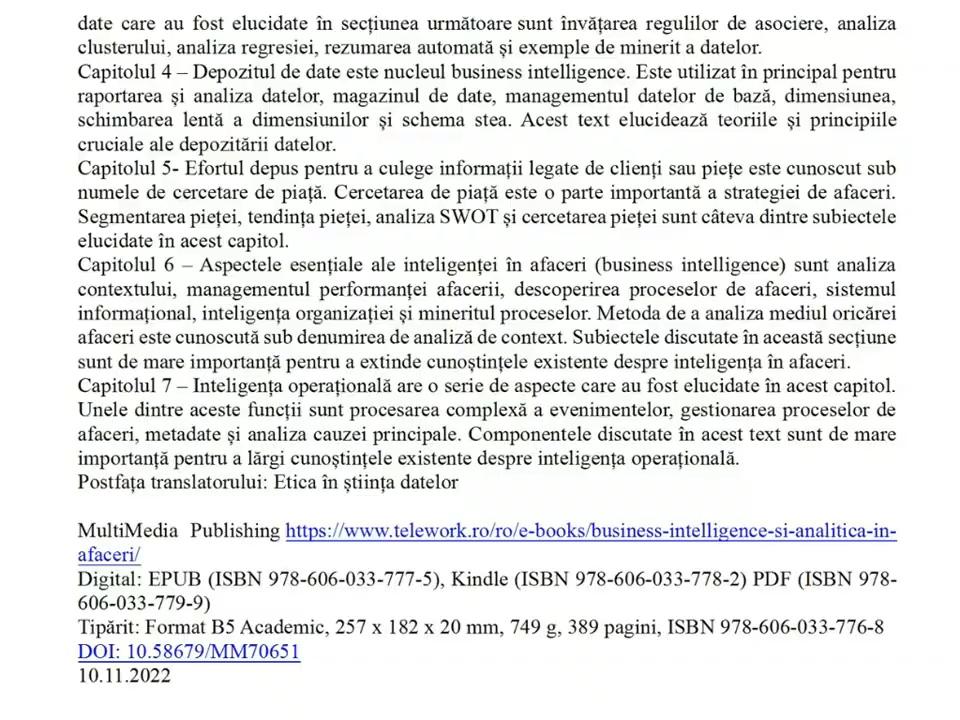 date care au fost elucidate în secțiunea următoare sunt învățarea regulilor de asociere, analiza
clusterului, analiza regresiei, rezumarea automată și exemple de minerit a datelor.
Capitolul 4 – Depozitul de date este nucleul business intelligence. Este utilizat în principal pentru
raportarea și analiza datelor, magazinul de date, managementul datelor de bază, dimensiunea,
schimbarea lentă a dimensiunilor și schema stea. Acest text elucidează teoriile și principiile
cruciale ale depozitării datelor.
Capitolul 5- Efortul depus pentru a culege informații legate de clienți sau piețe este cunoscut sub
numele de cercetare de piață. Cercetarea de piață este o parte importantă a strategiei de afaceri.
Segmentarea pieței, tendința pieței, analiza SWOT și cercetarea pieței sunt câteva dintre subiectele
elucidate în acest capitol.
Capitolul 6 – Aspectele esențiale ale inteligenței în afaceri (business intelligence) sunt analiza
contextului, managementul performanței afacerii, descoperirea proceselor de afaceri, sistemul
informațional, inteligența organizației și mineritul proceselor. Metoda de a analiza mediul oricărei
afaceri este cunoscută sub denumirea de analiză de context. Subiectele discutate în această secțiune
sunt de mare importanță pentru a extinde cunoștințele existente despre inteligența în afaceri.
Capitolul 7 – Inteligența operațională are o serie de aspecte care au fost elucidate în acest capitol.
Unele dintre aceste funcții sunt procesarea complexă a evenimentelor, gestionarea proceselor de
afaceri, metadate și analiza cauzei principale. Componentele discutate în acest text sunt de mare
importanță pentru a lărgi cunoștințele existente despre inteligența operațională.
Postfața translatorului: Etica în știința datelor
MultiMedia Publishing https://www.telework.ro/ro/e-books/business-intelligence-si-analitica-in-
afaceri/
Digital: EPUB (ISBN 978-606-033-777-5), Kindle (ISBN 978-606-033-778-2) PDF (ISBN 978-
606-033-779-9)
Tipărit: Format B5 Academic, 257 x 182 x 20 mm, 749 g, 389 pagini, ISBN 978-606-033-776-8
DOI: 10.58679/MM70651
10.11.2022